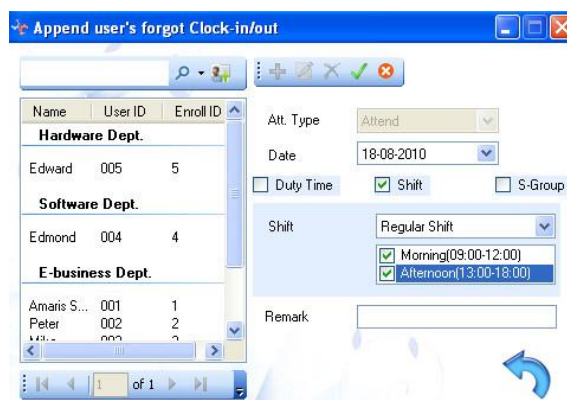 Append user's forgot Clock-in/out
Name User ID Enroll ID
Hardware Dept.
Edward 005 5
Software Dept.
Edmond 004 4
E-business Dept.
Amaris S... 001 1
Peter 002 2
1 of 1
Att. Type Attend
Date 18-08-2010
Duty Time Shift S-Group
Shift Regular Shift
Morning(09:00-12:00)
Afternoon(13:00-18:00)
Remark